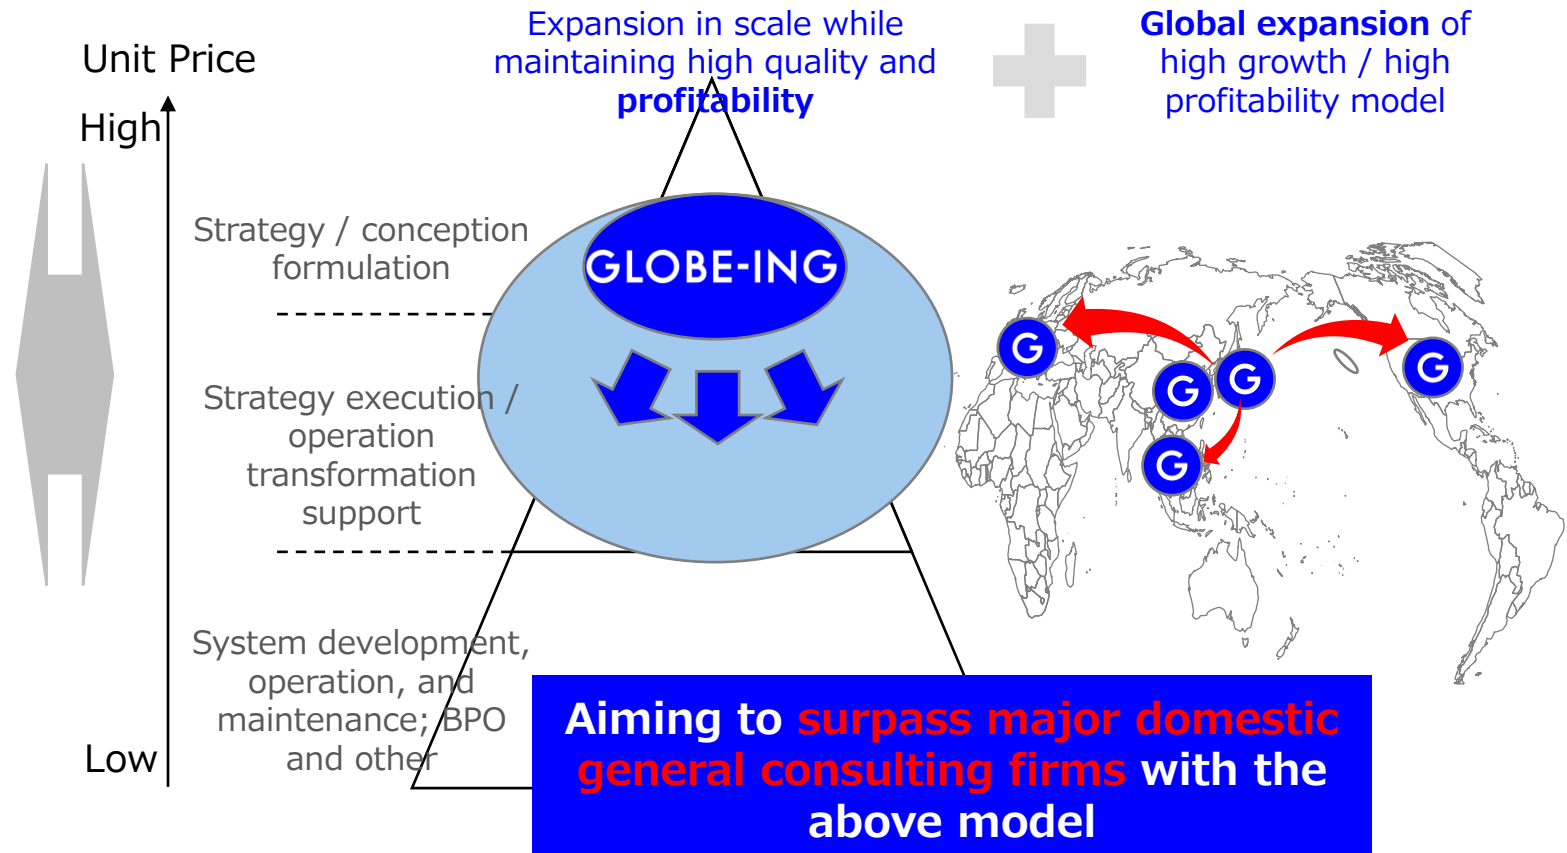 Expansion in scale while
maintaining high quality and
profitability
Global expansion of
high growth / high
profitability model
Unit Price
High
Strategy / conception
formulation
GLOBE-ING
Strategy execution /
operation
transformation
support
G
G
G
G
G
System development,
operation, and
maintenance; BPO
and other
Low
Aiming to surpass major domestic
general consulting firms with the
above model